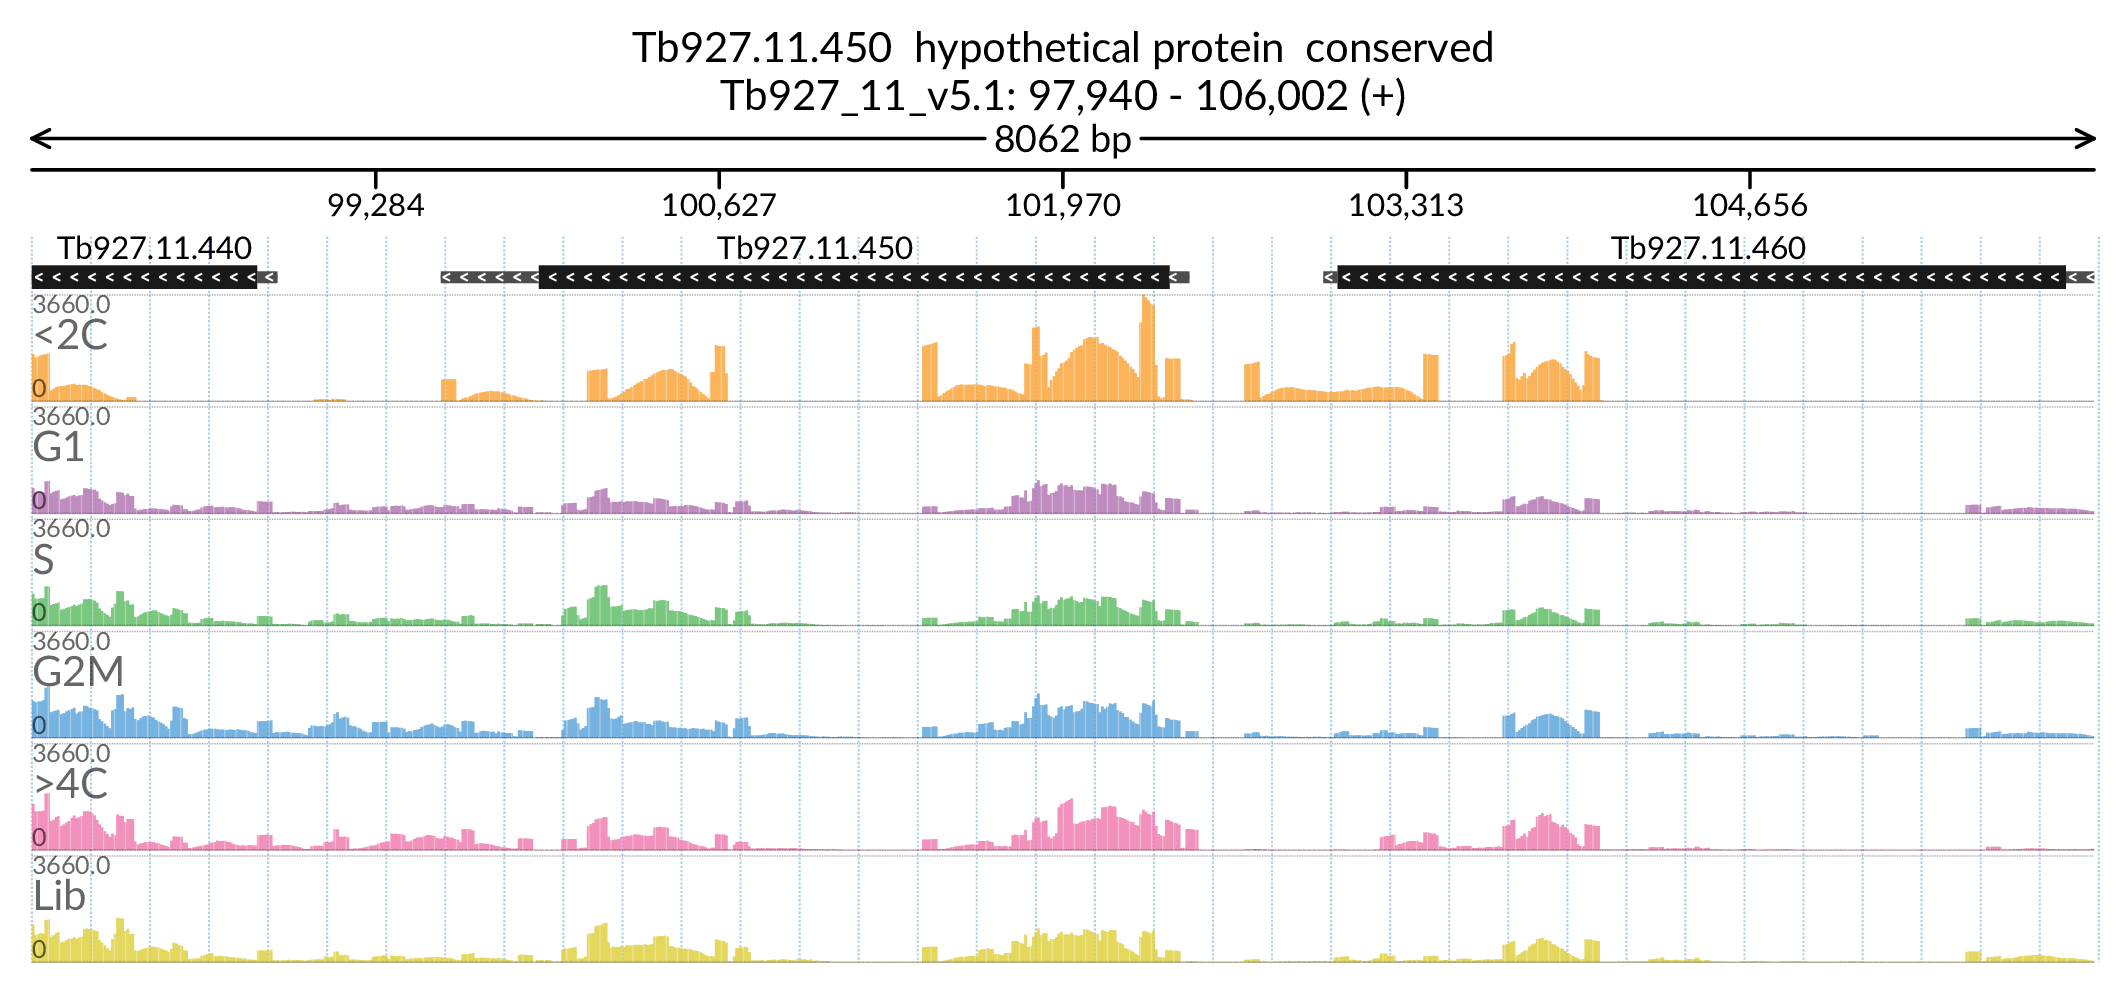 Tb927.11.450  hypothetical protein  conserved
Tb927_11_v5.1: 97,940 - 106,002 (+)
8062 bp
99,284 100,627 101,970 103,313 104,656
Tb927.11.440 Tb927.11.450 Tb927.11.460
3660.0
<2C
0
3660.0
G1
0
3660.0
S
0
3660.0
G2M
0
3660.0
>4C
0
3660.0
Lib
0